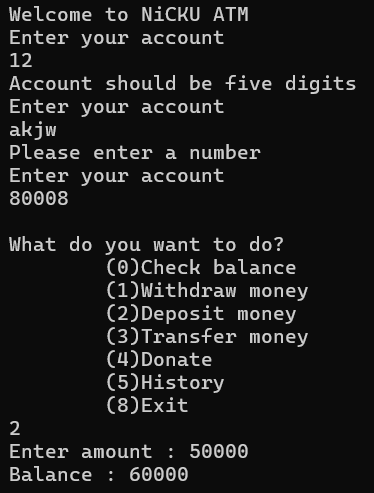 Welcome to NiCKU ATM
Enter your account
12
Account should be five digits
Enter your account
akjw
Please enter a number
Enter your account
80008
What do you want to do?
(0)Check balance
(1)Withdraw money
(2)Deposit money
(3)Transfer money
(4)Donate
(5)History
(8)Exit
2
Enter amount : 50000
Balance : 60000